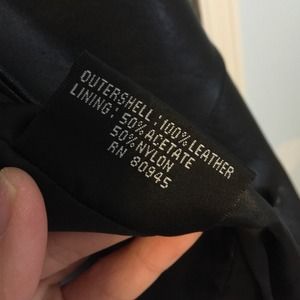 OUTERSHELL : 100% LEATHER
LINING : 50% ACETATE
50% NYLON
RN 80945